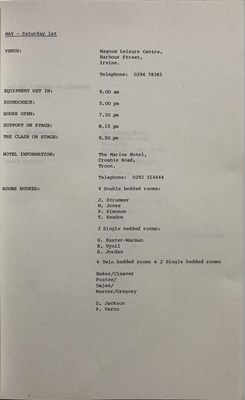 MAY - Saturday 1st
VENUE: Magnum Leisure Centre,
Harbour Street,
Irvine.
Telephone: 0294 78381
EQUIPMENT GET IN: 9.00 am
SOUNDCHECK: 5.00 pm
DOORS OPEN: 7.30 pm
SUPPORT ON STAGE: 8.15 pm
THE CLASH ON STAGE: 9.30 pm
HOTEL INFORMATION: The Marine Hotel,
Crosbie Road,
Troon.
Telephone: 0292 314444
ROOMS BOOKED: 4 Double bedded rooms:
J. Strummer
M. Jones
P. Simonon
T. Headon
3 Single bedded rooms:
G. Baxter-Warman
K. Vynil
R. Jordan
4 Twin bedded rooms + 2 Single bedded rooms
Baker/Cleaver
Foster/
Dajee/
Mercer/Gregory
D. Jackson
P. Varco